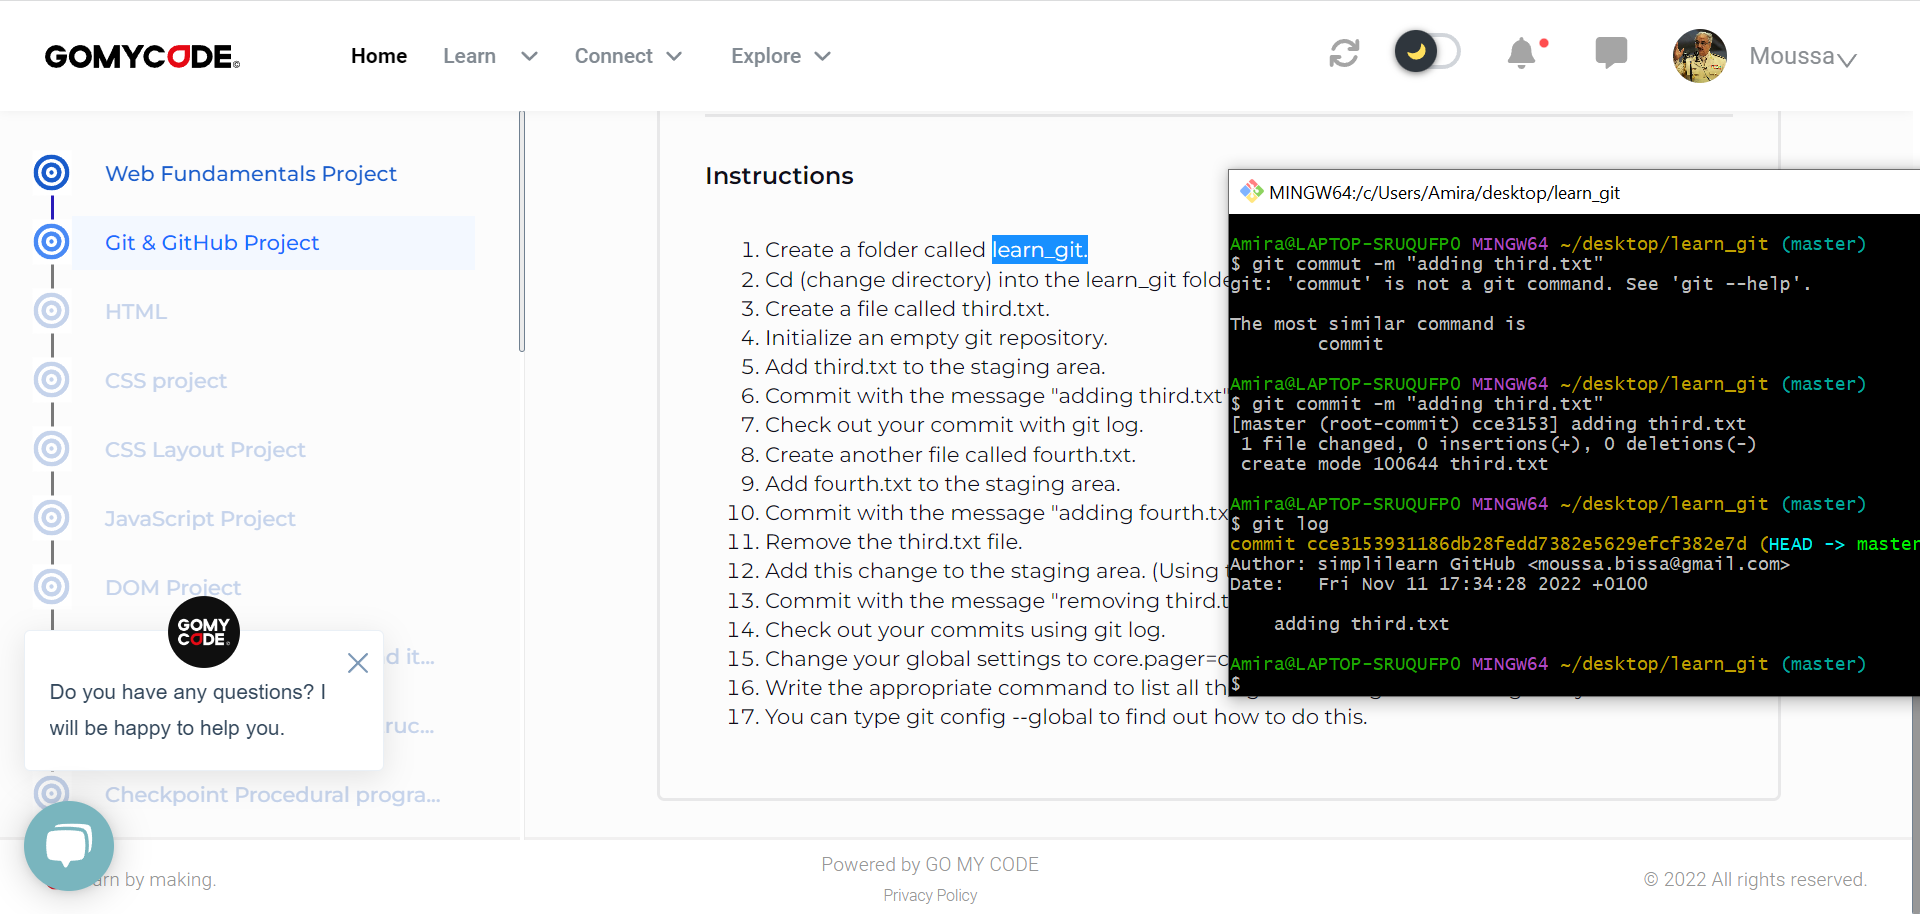 GOMYCODE
Home Learn Connect Explore Moussa
Web Fundamentals Project
Git & GitHub Project
HTML
CSS project
CSS Layout Project
JavaScript Project
DOM Project
d it...
ruc...
Checkpoint Procedural progra...
GOMY
CODE
Do you have any questions? I
will be happy to help you.
Instructions
1. Create a folder called learn_git.
2. Cd (change directory) into the learn_git folde
3. Create a file called third.txt.
4. Initialize an empty git repository.
5. Add third.txt to the staging area.
6. Commit with the message "adding third.txt"
7. Check out your commit with git log.
8. Create another file called fourth.txt.
9. Add fourth.txt to the staging area.
10. Commit with the message "adding fourth.tx
11. Remove the third.txt file.
12. Add this change to the staging area. (Using
13. Commit with the message "removing third.t
14. Check out your commits using git log.
15. Change your global settings to core.pager=c
16. Write the appropriate command to list all th
17. You can type git config --global to find out how to do this.
MINGW64:/c/Users/Amira/desktop/learn_git
Amira@LAPTOP-SRUQUFP0 MINGW64 ~/desktop/learn_git (master)
$ git commut -m "adding third.txt"
git: 'commut' is not a git command. See 'git --help'.
The most similar command is
commit
Amira@LAPTOP-SRUQUFP0 MINGW64 ~/desktop/learn_git (master)
$ git commit -m "adding third.txt"
[master (root-commit) cce3153] adding third.txt
1 file changed, 0 insertions(+), 0 deletions(-)
create mode 100644 third.txt
Amira@LAPTOP-SRUQUFP0 MINGW64 ~/desktop/learn_git (master)
$ git log
commit cce3153931186db28fedd7382e5629efcf382e7d (HEAD -> master
Author: simplilearn GitHub <moussa.bissa@gmail.com>
Date: Fri Nov 11 17:34:28 2022 +0100
adding third.txt
Amira@LAPTOP-SRUQUFP0 MINGW64 ~/desktop/learn_git (master)
$
arn by making.
Powered by GO MY CODE
Privacy Policy
© 2022 All rights reserved.